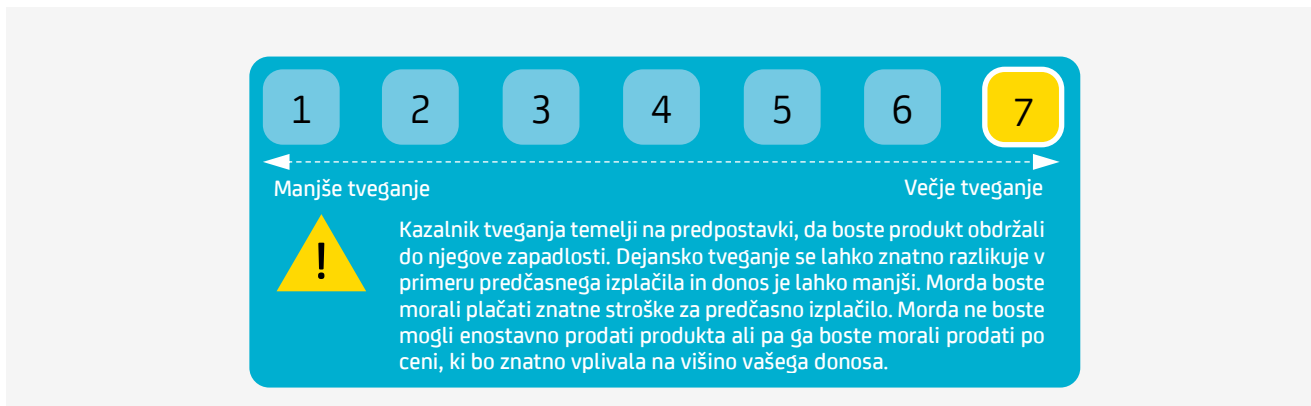 1 2 3 4 5 6 7
Manjše tveganje Večje tveganje
!
Kazalnik tveganja temelji na predpostavki, da boste produkt obdržali
do njegove zapadlosti. Dejansko tveganje se lahko znatno razlikuje v
primeru predčasnega izplačila in donos je lahko manjši. Morda boste
morali plačati znatne stroške za predčasno izplačilo. Morda ne boste
mogli enostavno prodati produkta ali pa ga boste morali prodati po
ceni, ki bo znatno vplivala na višino vašega donosa.